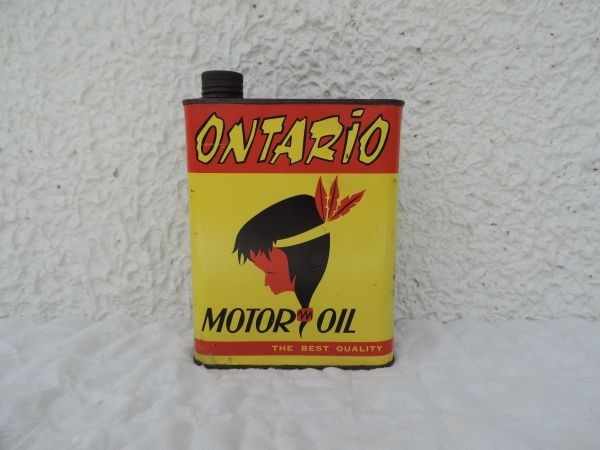 ONTARiO
MOTOR OIL
THE BEST QUALITY